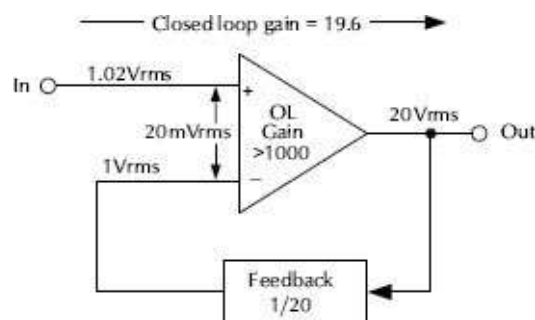 Closed loop gain = 19.6
In
1.02Vrms
+
OL
Gain
>1000
20mVrms
20Vrms
Out
1Vrms
−
Feedback
1/20